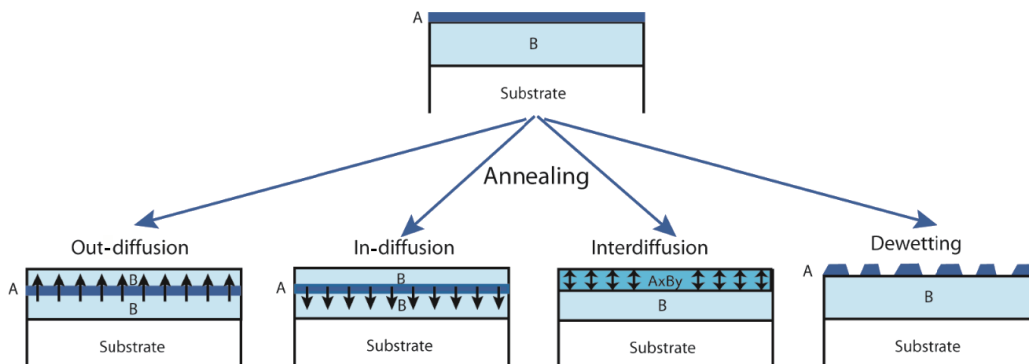 A
B
Substrate
Annealing
Out-diffusion
In-diffusion
Interdiffusion
Dewetting
A
B
B
Substrate
A
B
B
Substrate
AxBy
B
Substrate
A
B
Substrate